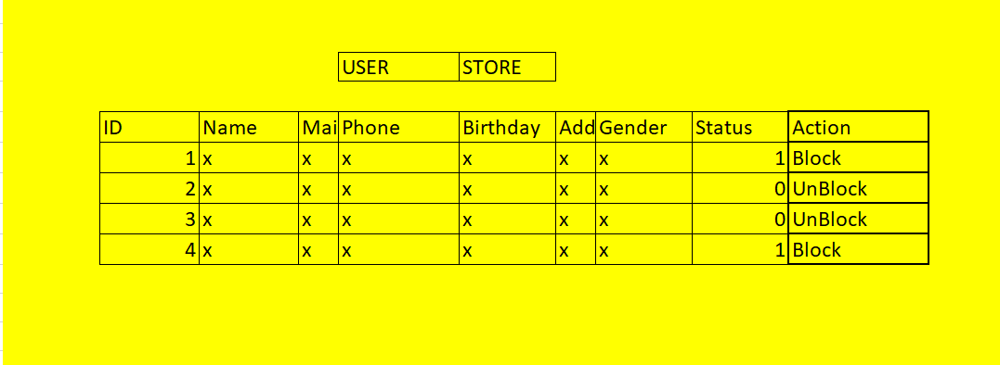 USER STORE
ID Name Mai Phone Birthday Add Gender Status Action
1 x x x x x x 1 Block
2 x x x x x x 0 UnBlock
3 x x x x x x 0 UnBlock
4 x x x x x x 1 Block